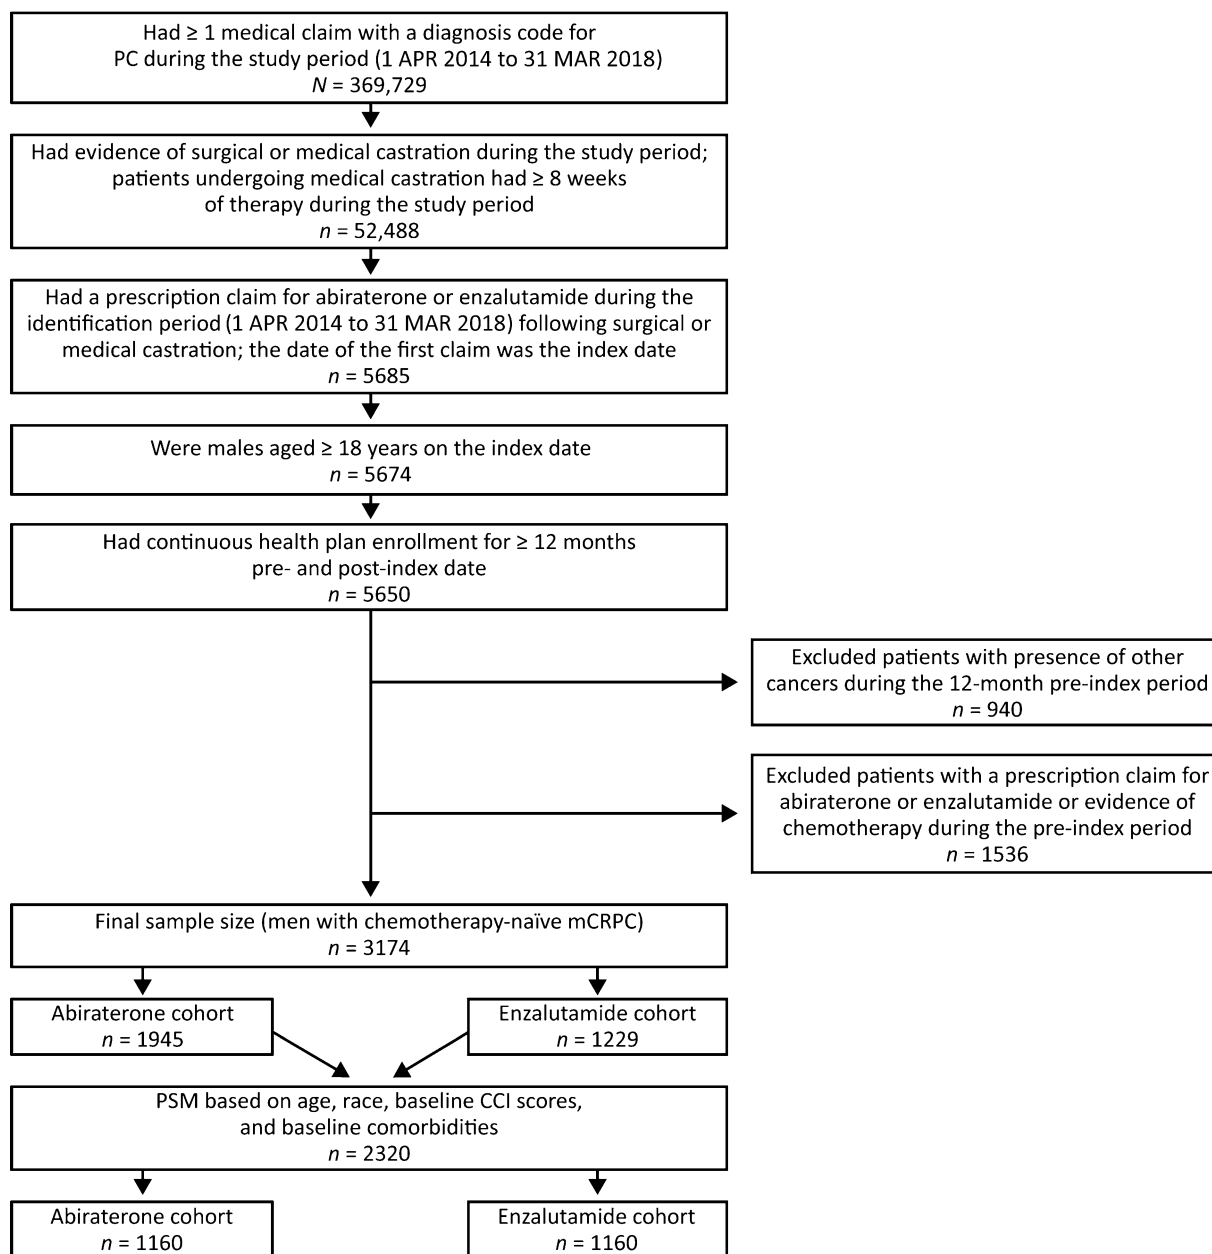 Had ≥ 1 medical claim with a diagnosis code for
PC during the study period (1 APR 2014 to 31 MAR 2018)
N = 369,729
Had evidence of surgical or medical castration during the study period;
patients undergoing medical castration had ≥ 8 weeks
of therapy during the study period
n = 52,488
Had a prescription claim for abiraterone or enzalutamide during the
identification period (1 APR 2014 to 31 MAR 2018) following surgical or
medical castration; the date of the first claim was the index date
n = 5685
Were males aged ≥ 18 years on the index date
n = 5674
Had continuous health plan enrollment for ≥ 12 months
pre- and post-index date
n = 5650
Excluded patients with presence of other
cancers during the 12-month pre-index period
n = 940
Excluded patients with a prescription claim for
abiraterone or enzalutamide or evidence of
chemotherapy during the pre-index period
n = 1536
Final sample size (men with chemotherapy-naïve mCRPC)
n = 3174
Abiraterone cohort
n = 1945
Enzalutamide cohort
n = 1229
PSM based on age, race, baseline CCI scores,
and baseline comorbidities
n = 2320
Abiraterone cohort
n = 1160
Enzalutamide cohort
n = 1160